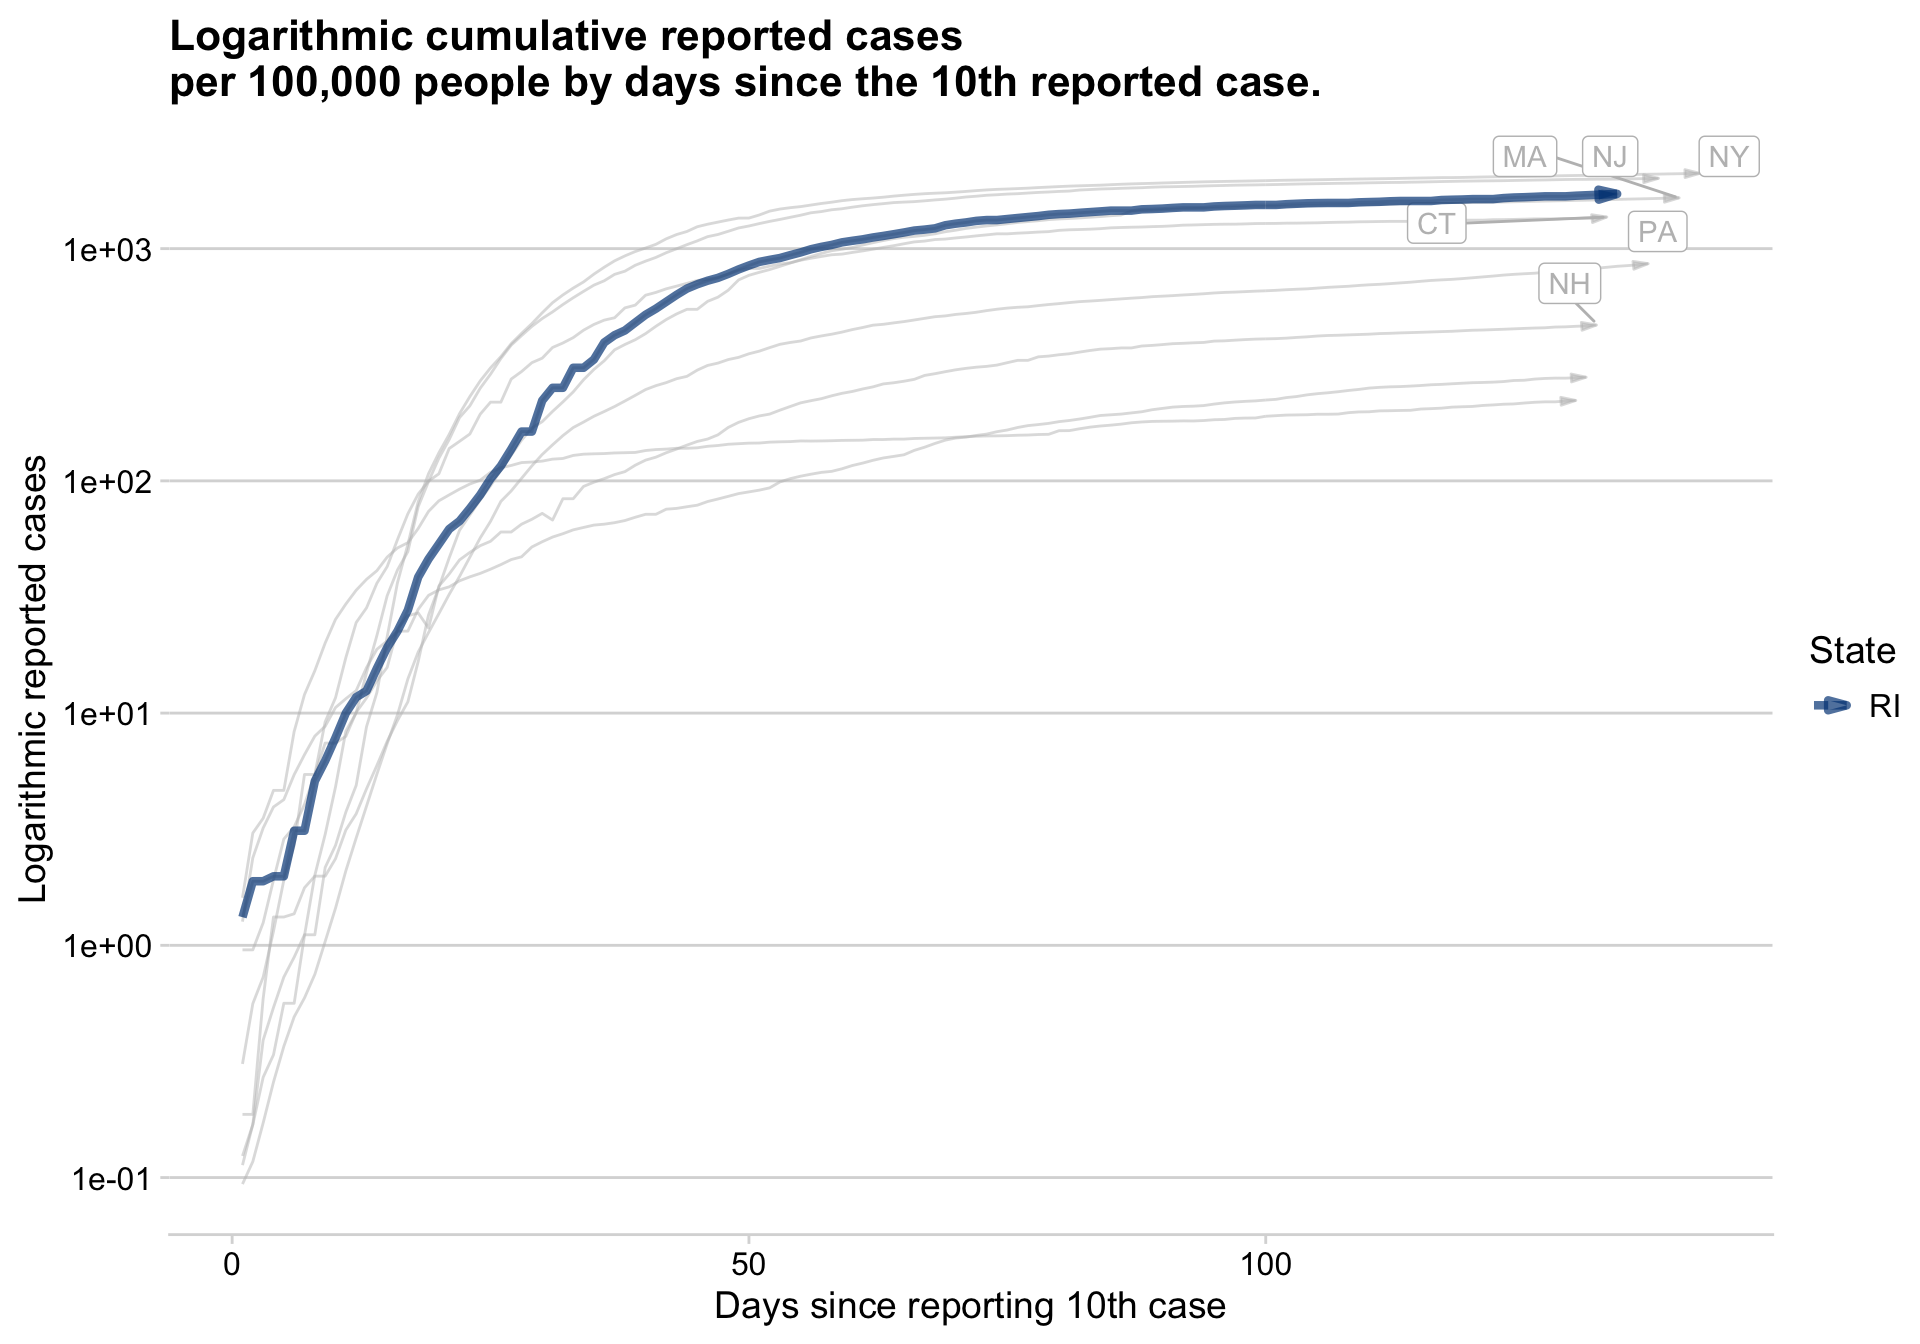 Logarithmic cumulative reported cases
per 100,000 people by days since the 10th reported case.
MA
NJ
NY
CT
PA
NH
1e+03
1e+02
1e+01
1e+00
1e-01
Logarithmic reported cases
0
50
100
Days since reporting 10th case
State
RI